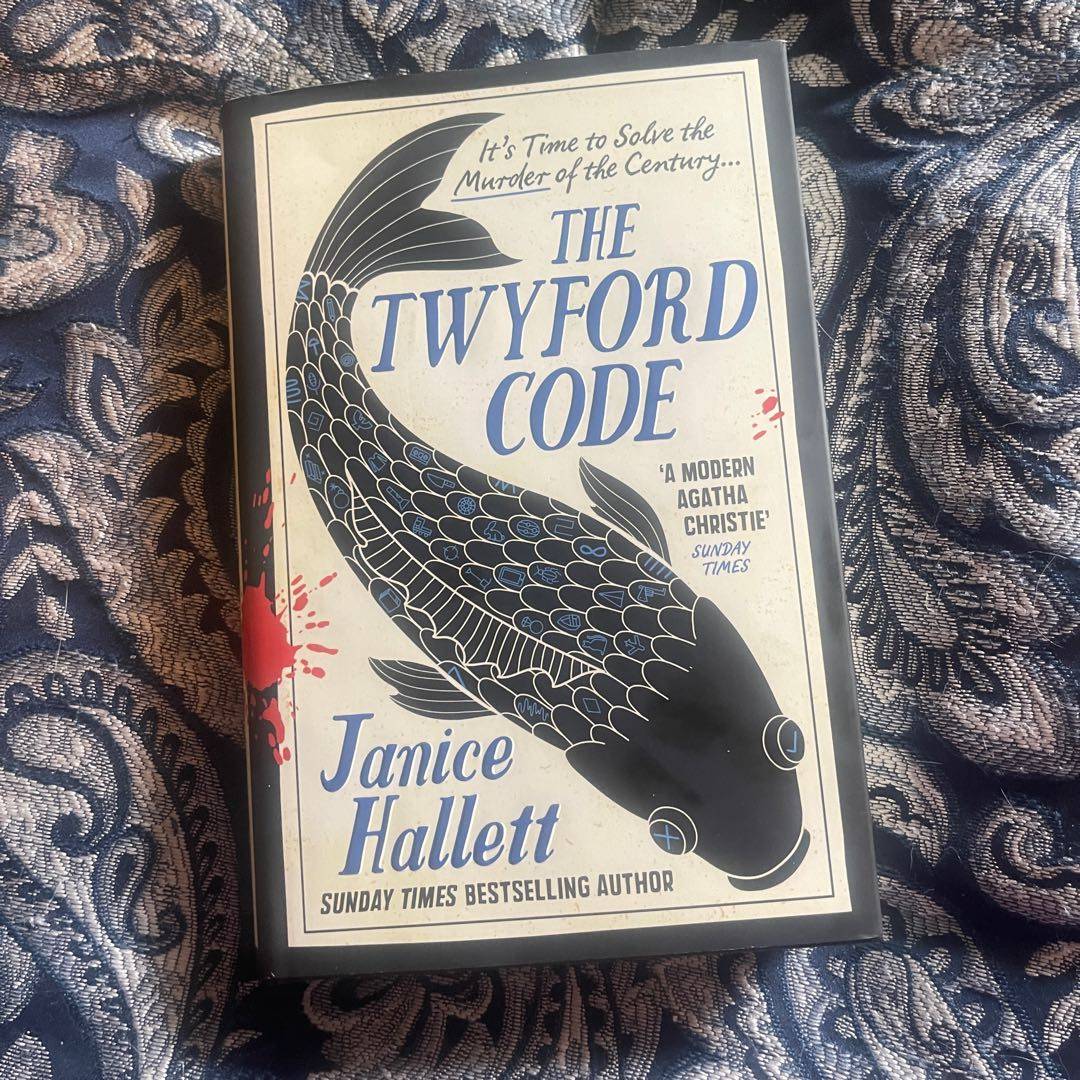 It's Time to Solve the
Murder of the Century...
THE
TWYFORD
CODE
'A MODERN
AGATHA
CHRISTIE'
SUNDAY
TIMES
Janice
Hallett
SUNDAY TIMES BESTSELLING AUTHOR